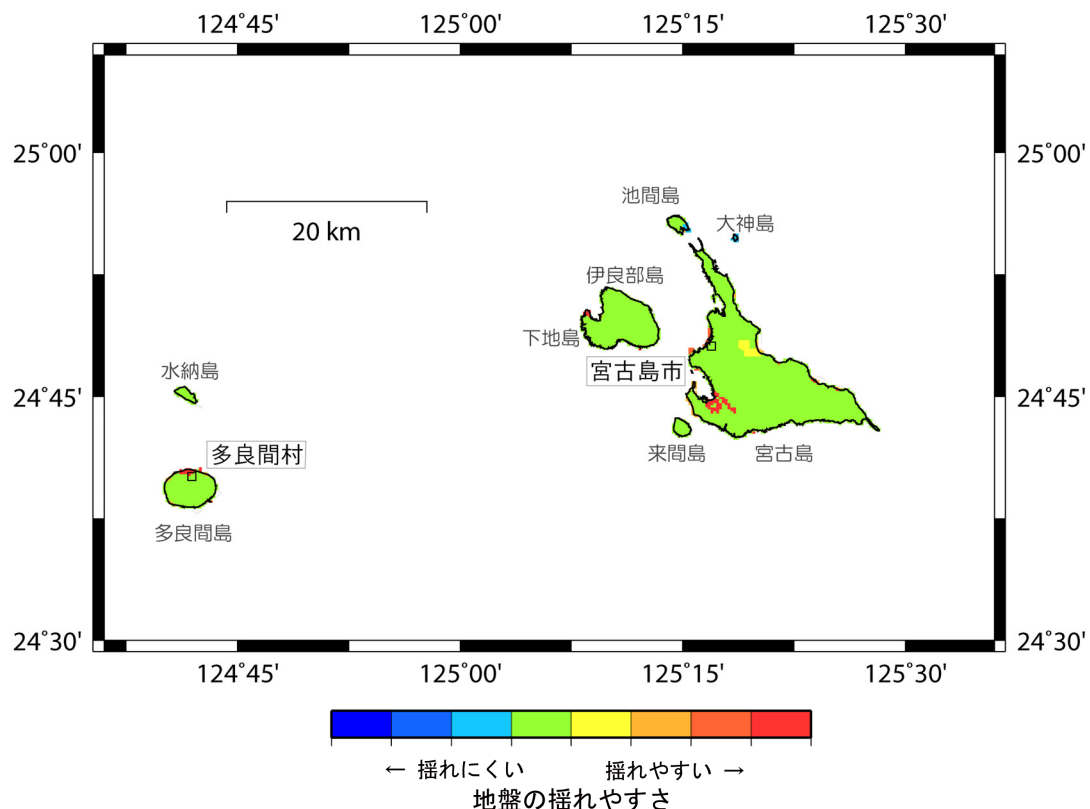 124°45' 125°00' 125°15' 125°30'
25°00' 25°00'
池間島
大神島
20 km
伊良部島
下地島
水納島
宮古島市
24°45' 24°45'
多良間村
来間島 宮古島
多良間島
24°30' 24°30'
124°45' 125°00' 125°15' 125°30'
← 揺れにくい 揺れやすい →
地盤の揺れやすさ